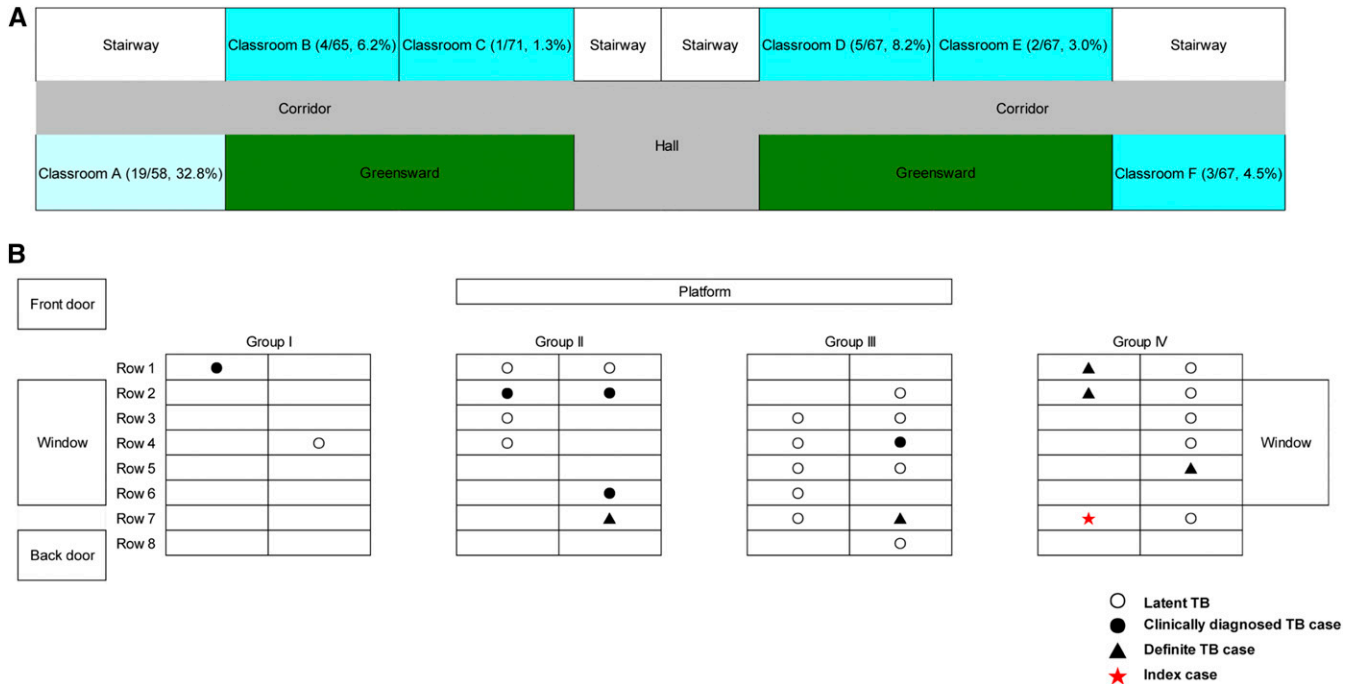 A
Stairway
Classroom B (4/65, 6.2%)
Classroom C (1/71, 1.3%)
Stairway
Stairway
Classroom D (5/67, 8.2%)
Classroom E (2/67, 3.0%)
Stairway
Corridor
Corridor
Hall
Classroom A (19/58, 32.8%)
Greensward
Greensward
Classroom F (3/67, 4.5%)
B
Front door
Platform
Group Ⅰ
Group Ⅱ
Group Ⅲ
Group Ⅳ
Row 1
Row 2
Row 3
Row 4
Row 5
Row 6
Row 7
Row 8
Window
Window
Back door
Latent TB
Clinically diagnosed TB case
Definite TB case
Index case